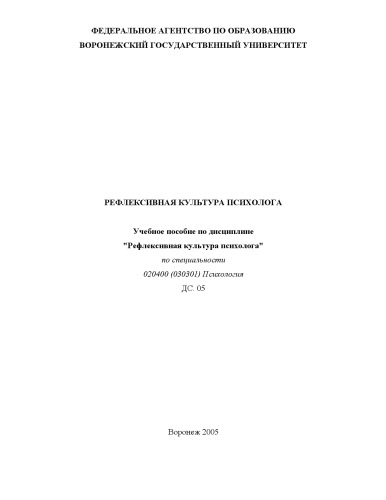 ФЕДЕРАЛЬНОЕ АГЕНТСТВО ПО ОБРАЗОВАНИЮ
ВОРОНЕЖСКИЙ ГОСУДАРСТВЕННЫЙ УНИВЕРСИТЕТ
РЕФЛЕКСИВНАЯ КУЛЬТУРА ПСИХОЛОГА
Учебное пособие по дисциплине
"Рефлексивная культура психолога"
по специальности
020400 (030301) Психология
ДС. 05
Воронеж 2005